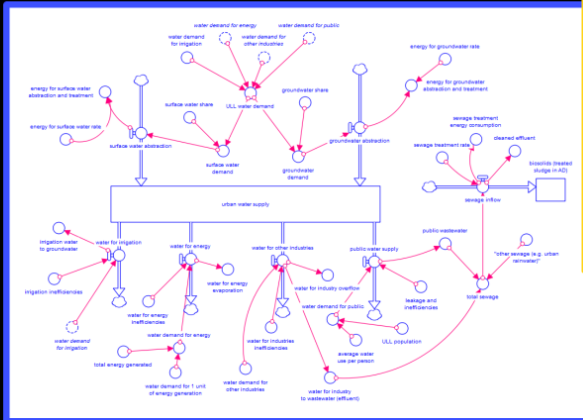 water demand for energy
water demand for public
water demand
for irrigation
water demand for
other industries
energy for groundwater rate
energy for surface water
abstraction and treatment
surface water share
ULL water demand
groundwater share
energy for groundwater
abstraction and treatment
energy for surface water rate
surface water abstraction
groundwater abstraction
sewage treatment
energy consumption
cleaned effluent
sewage treatment rate
surface water
demand
groundwater
demand
biosolids (treated
sludge in AD)
sewage inflow
urban water supply
irrigation water
to groundwater
water for irrigation
water for energy
water for other industries
public water supply
public wastewater
"other sewage (e.g. urban
rainwater)"
irrigation inefficiencies
water for energy
evaporation
water for industry overflow
leakage and
inefficiencies
total sewage
water for energy
inefficiencies
water demand for public
water demand
for irrigation
water demand for energy
water for industries
inefficiencies
ULL population
average water
use per person
total energy generated
water demand for 1 unit
of energy generation
water demand for
other industries
water for industry
to wastewater (effluent)